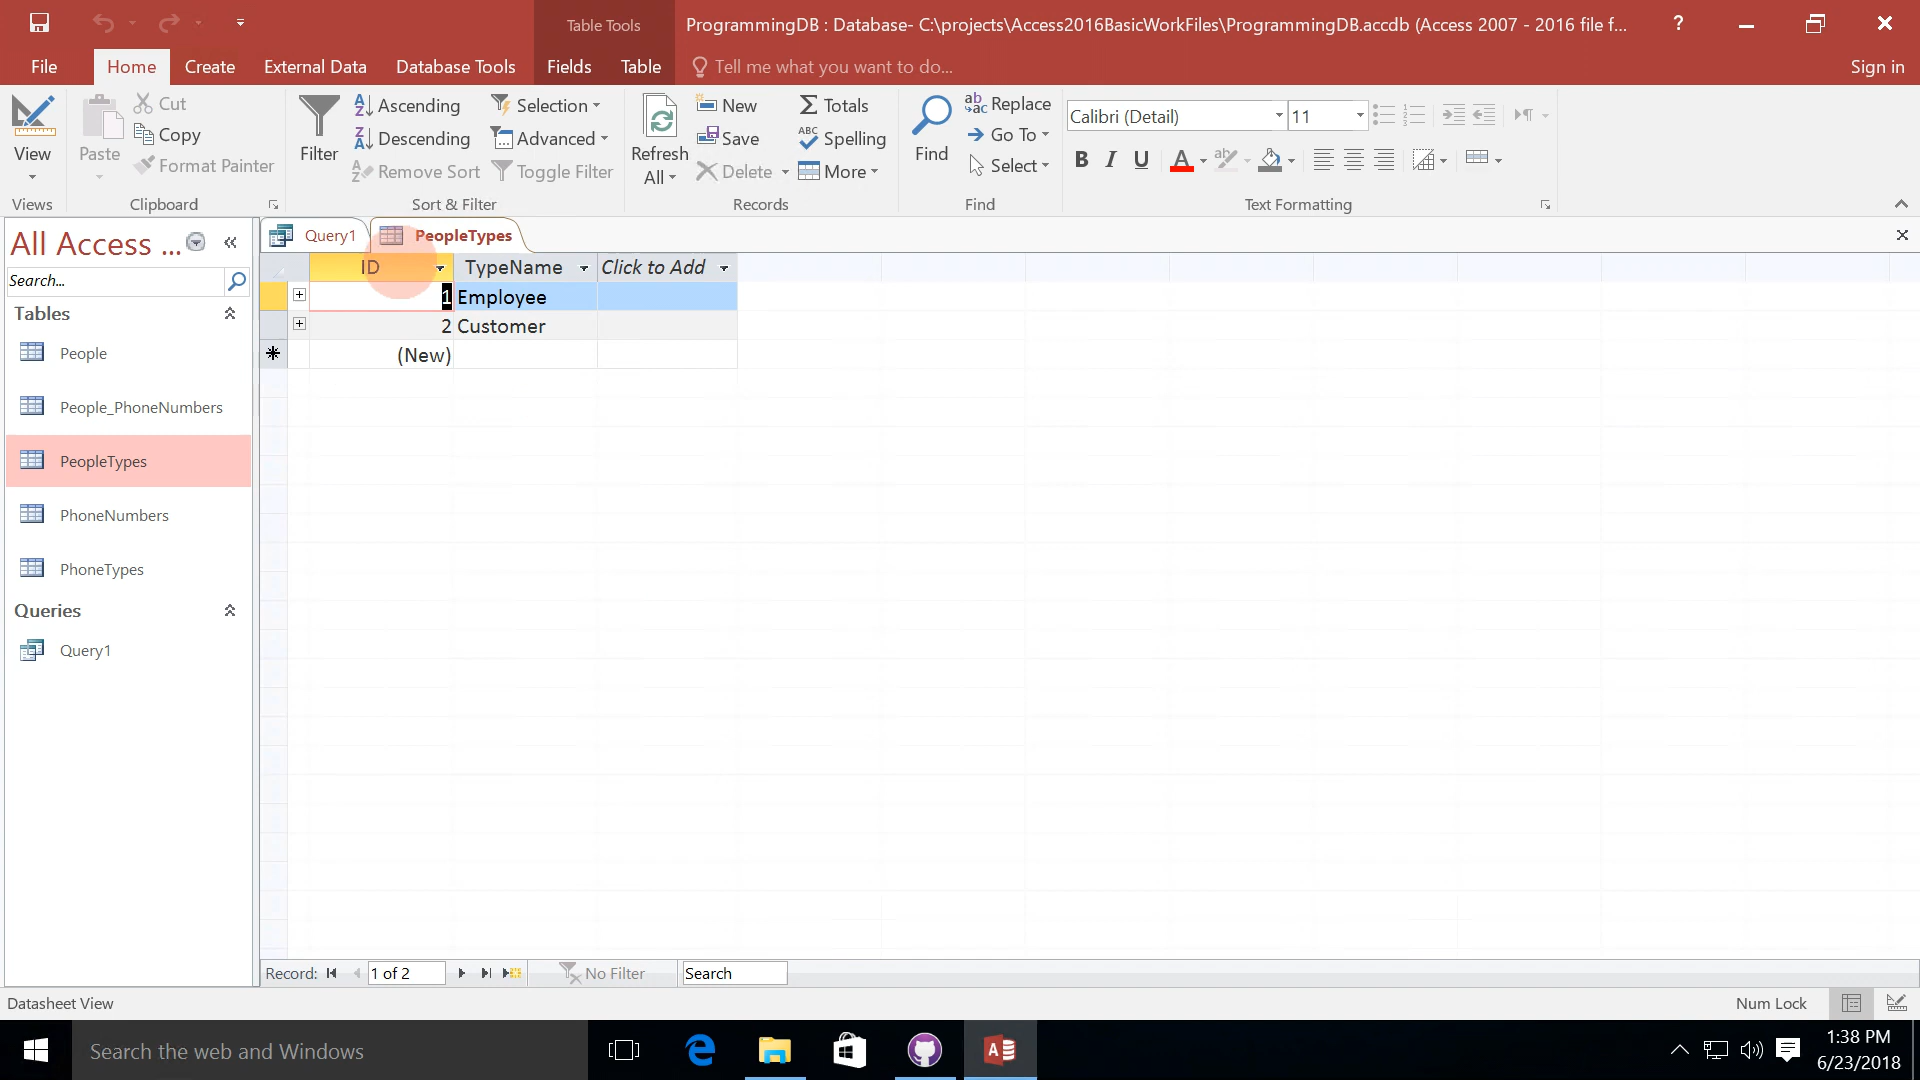 Table Tools
ProgrammingDB : Database- C:\projects\Access2016BasicWorkFiles\ProgrammingDB.accdb (Access 2007 - 2016 file f...
?
File
Home
Create
External Data
Database Tools
Fields
Table
Tell me what you want to do...
Sign in
View
Views
Paste
Cut
Copy
Format Painter
Clipboard
Filter
Ascending
Descending
Remove Sort
Selection
Advanced
Toggle Filter
Sort & Filter
Refresh
All
New
Save
Delete
Totals
Spelling
More
Records
Find
Replace
Go To
Select
Find
Calibri (Detail)
11
B I U
Text Formatting
All Access ...
Search...
Tables
People
People_PhoneNumbers
PeopleTypes
PhoneNumbers
PhoneTypes
Queries
Query1
Query1
PeopleTypes
ID TypeName Click to Add
1 Employee
2 Customer
(New)
Record: 1 of 2 No Filter Search
Datasheet View
Num Lock
Search the web and Windows
1:38 PM
6/23/2018